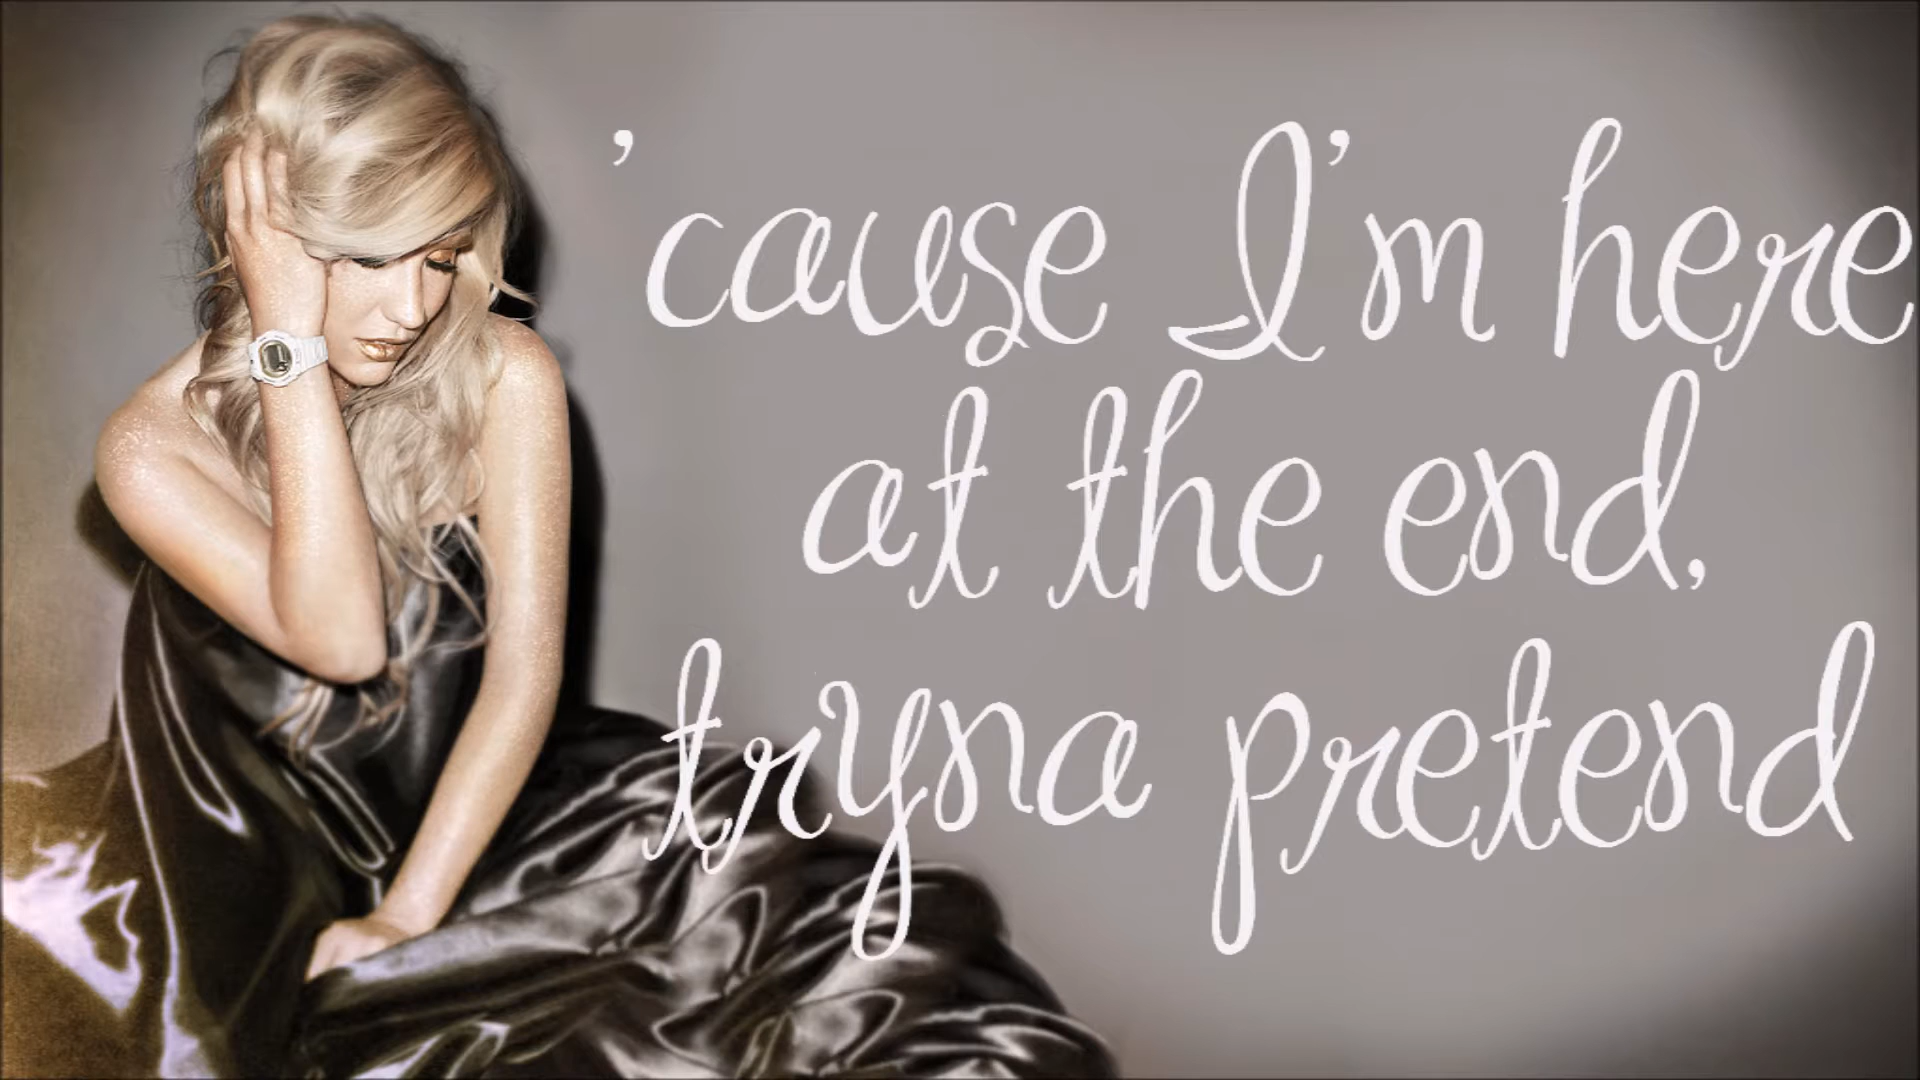 'cause I'm here
at the end,
tryna pretend